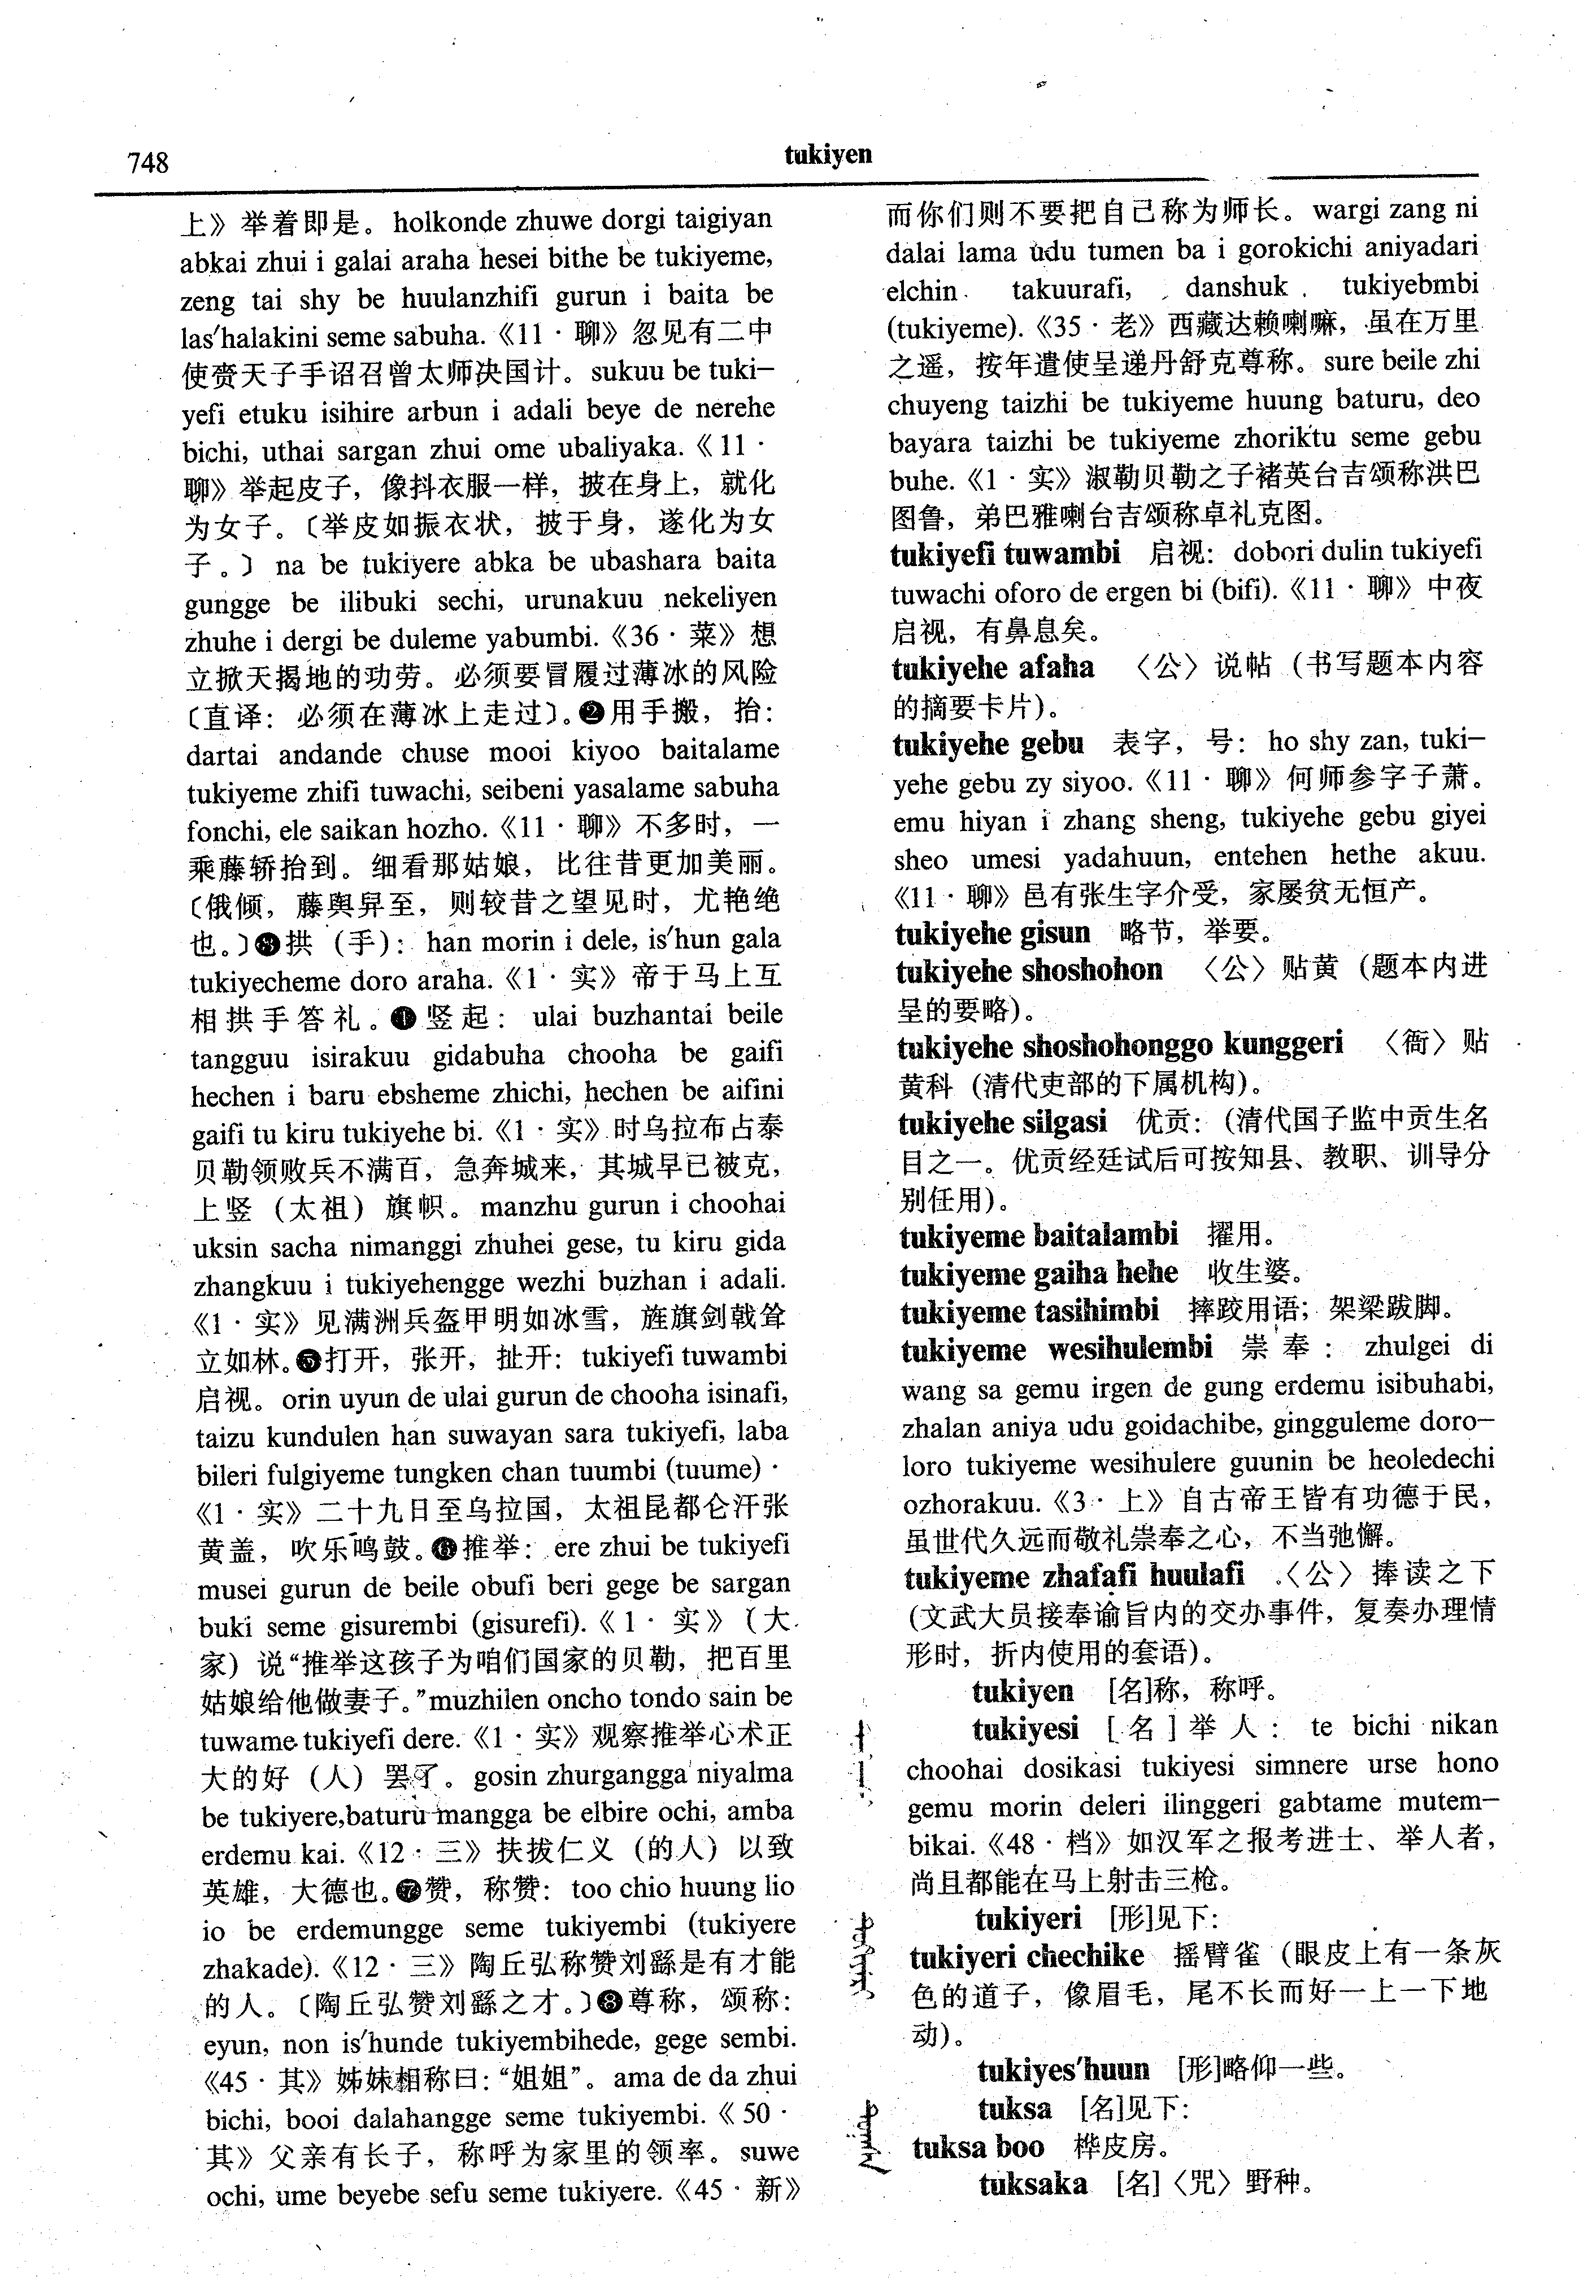 748
tukiyen
上》举着即是。holkonde zhuwe dorgi taigiyan
abkai zhui i galai araha hesei bithe be tukiyeme,
zeng tai shy be huulanzhifi gurun i baita be
las'halakini seme sabuha.《11·聊》忽见有二中
使赍天子手诏召曾太师决国计。sukuu be tuki-
yefi etuku isihire arbun i adali beye de nerehe
bichi, uthai sargan zhui ome ubaliyaka.《11·
聊》举起皮子，像抖衣服一样，披在身上，就化
为女子。〔举皮如振衣状，披于身，遂化为女
子。〕na be tukiyere abka be ubashara baita
gungge be ilibuki sechi, urunakuu nekeliyen
zhuhe i dergi be duleme yabumbi.《36·菜》想
立掀天揭地的功劳。必须要冒履过薄冰的风险
〔直译：必须在薄冰上走过〕。❷用手搬，抬：
dartai andande chuse mooi kiyoo baitalame
tukiyeme zhifi tuwachi, seibeni yasalame sabuha
fonchi, ele saikan hozho.《11·聊》不多时，一
乘藤轿抬到。细看那姑娘，比往昔更加美丽。
〔俄倾，藤舆舁至，则较昔之望见时，尤艳绝
也。〕❸拱（手）：han morin i dele, is'hun gala
tukiyecheme doro araha.《1·实》帝于马上互
相拱手答礼。❹竖起：ulai buzhantai beile
tangguu isirakuu gidabuha chooha be gaifi
hechen i baru ebsheme zhichi, hechen be aifini
gaifi tu kiru tukiyehe bi.《1·实》时乌拉布占泰
贝勒领败兵不满百，急奔城来，其城早已被克，
上竖（太祖）旗帜。manzhu gurun i choohai
uksin sacha nimanggi zhuhei gese, tu kiru gida
zhangkuu i tukiyehengge wezhi buzhan i adali.
《1·实》见满洲兵盔甲明如冰雪，旌旗剑戟耸
立如林。❺打开，张开，扯开：tukiyefi tuwambi
启视。orin uyun de ulai gurun de chooha isinafi,
taizu kundulen han suwayan sara tukiyefi, laba
bileri fulgiyeme tungken chan tuumbi (tuume)·
《1·实》二十九日至乌拉国，太祖昆都仑汗张
黄盖，吹乐鸣鼓。❻推举：ere zhui be tukiyefi
musei gurun de beile obufi beri gege be sargan
buki seme gisurembi (gisurefi).《1·实》（大
家）说“推举这孩子为咱们国家的贝勒，把百里
姑娘给他做妻子。”muzhilen oncho tondo sain be
tuwame tukiyefi dere.《1·实》观察推举心术正
大的好（人）罢了。gosin zhurgangga niyalma
be tukiyere,baturu mangga be elbire ochi, amba
erdemu kai.《12·三》扶拔仁义（的人）以致
英雄，大德也。❼赞，称赞：too chio huung lio
io be erdemungge seme tukiyembi (tukiyere
zhakade).《12·三》陶丘弘称赞刘繇是有才能
的人。〔陶丘弘赞刘繇之才。〕❽尊称，颂称：
eyun, non is'hunde tukiyembihede, gege sembi.
《45·其》姊妹相称曰：“姐姐”。ama de da zhui
bichi, booi dalahangge seme tukiyembi.《50·
其》父亲有长子，称呼为家里的领率。suwe
ochi, ume beyebe sefu seme tukiyere.《45·新》
而你们则不要把自己称为师长。wargi zang ni
dalai lama udu tumen ba i gorokichi aniyadari
elchin takuurafi, danshuk tukiyebmbi
(tukiyeme).《35·老》西藏达赖喇嘛，虽在万里
之遥，按年遣使呈递丹舒克尊称。sure beile zhi
chuyeng taizhi be tukiyeme huung baturu, deo
bayara taizhi be tukiyeme zhoriktu seme gebu
buhe.《1·实》淑勒贝勒之子褚英台吉颂称洪巴
图鲁，弟巴雅喇台吉颂称卓礼克图。
tukiyefi tuwambi 启视：dobori dulin tukiyefi
tuwachi oforo de ergen bi (bifi).《11·聊》中夜
启视，有鼻息矣。
tukiyehe afaha 〈公〉说帖（书写题本内容
的摘要卡片）。
tukiyehe gebu 表字，号：ho shy zan, tuki-
yehe gebu zy siyoo.《11·聊》何师参字子萧。
emu hiyan i zhang sheng, tukiyehe gebu giyei
sheo umesi yadahuun, entehen hethe akuu.
《11·聊》邑有张生字介受，家屡贫无恒产。
tukiyehe gisun 略节，举要。
tukiyehe shoshohon 〈公〉贴黄（题本内进
呈的要略）。
tukiyehe shoshohonggo kunggeri 〈衙〉贴
黄科（清代吏部的下属机构）。
tukiyehe silgasi 优贡：（清代国子监中贡生名
目之一。优贡经廷试后可按知县、教职、训导分
别任用）。
tukiyeme baitalambi 擢用。
tukiyeme gaiha hehe 收生婆。
tukiyeme tasihimbi 摔跤用语；架梁跋脚。
tukiyeme wesihulembi 崇奉：zhulgei di
wang sa gemu irgen de gung erdemu isibuhabi,
zhalan aniya udu goidachibe, gingguleme doro-
loro tukiyeme wesihulere guunin be heoledechi
ozhorakuu.《3·上》自古帝王皆有功德于民，
虽世代久远而敬礼崇奉之心，不当弛懈。
tukiyeme zhafafi huulafi 〈公〉捧读之下
（文武大员接奉谕旨内的交办事件，复奏办理情
形时，折内使用的套语）。
tukiyen [名]称，称呼。
tukiyesi [名]举人：te bichi nikan
choohai dosikasi tukiyesi simnere urse hono
gemu morin deleri ilinggeri gabtame mutem-
bikai.《48·档》如汉军之报考进士、举人者，
尚且都能在马上射击三枪。
tukiyeri [形]见下：
tukiyeri chechike 摇臂雀（眼皮上有一条灰
色的道子，像眉毛，尾不长而好一上一下地
动）。
tukiyes'huun [形]略仰一些。
tuksa [名]见下：
tuksa boo 桦皮房。
tuksaka [名]〈咒〉野种。